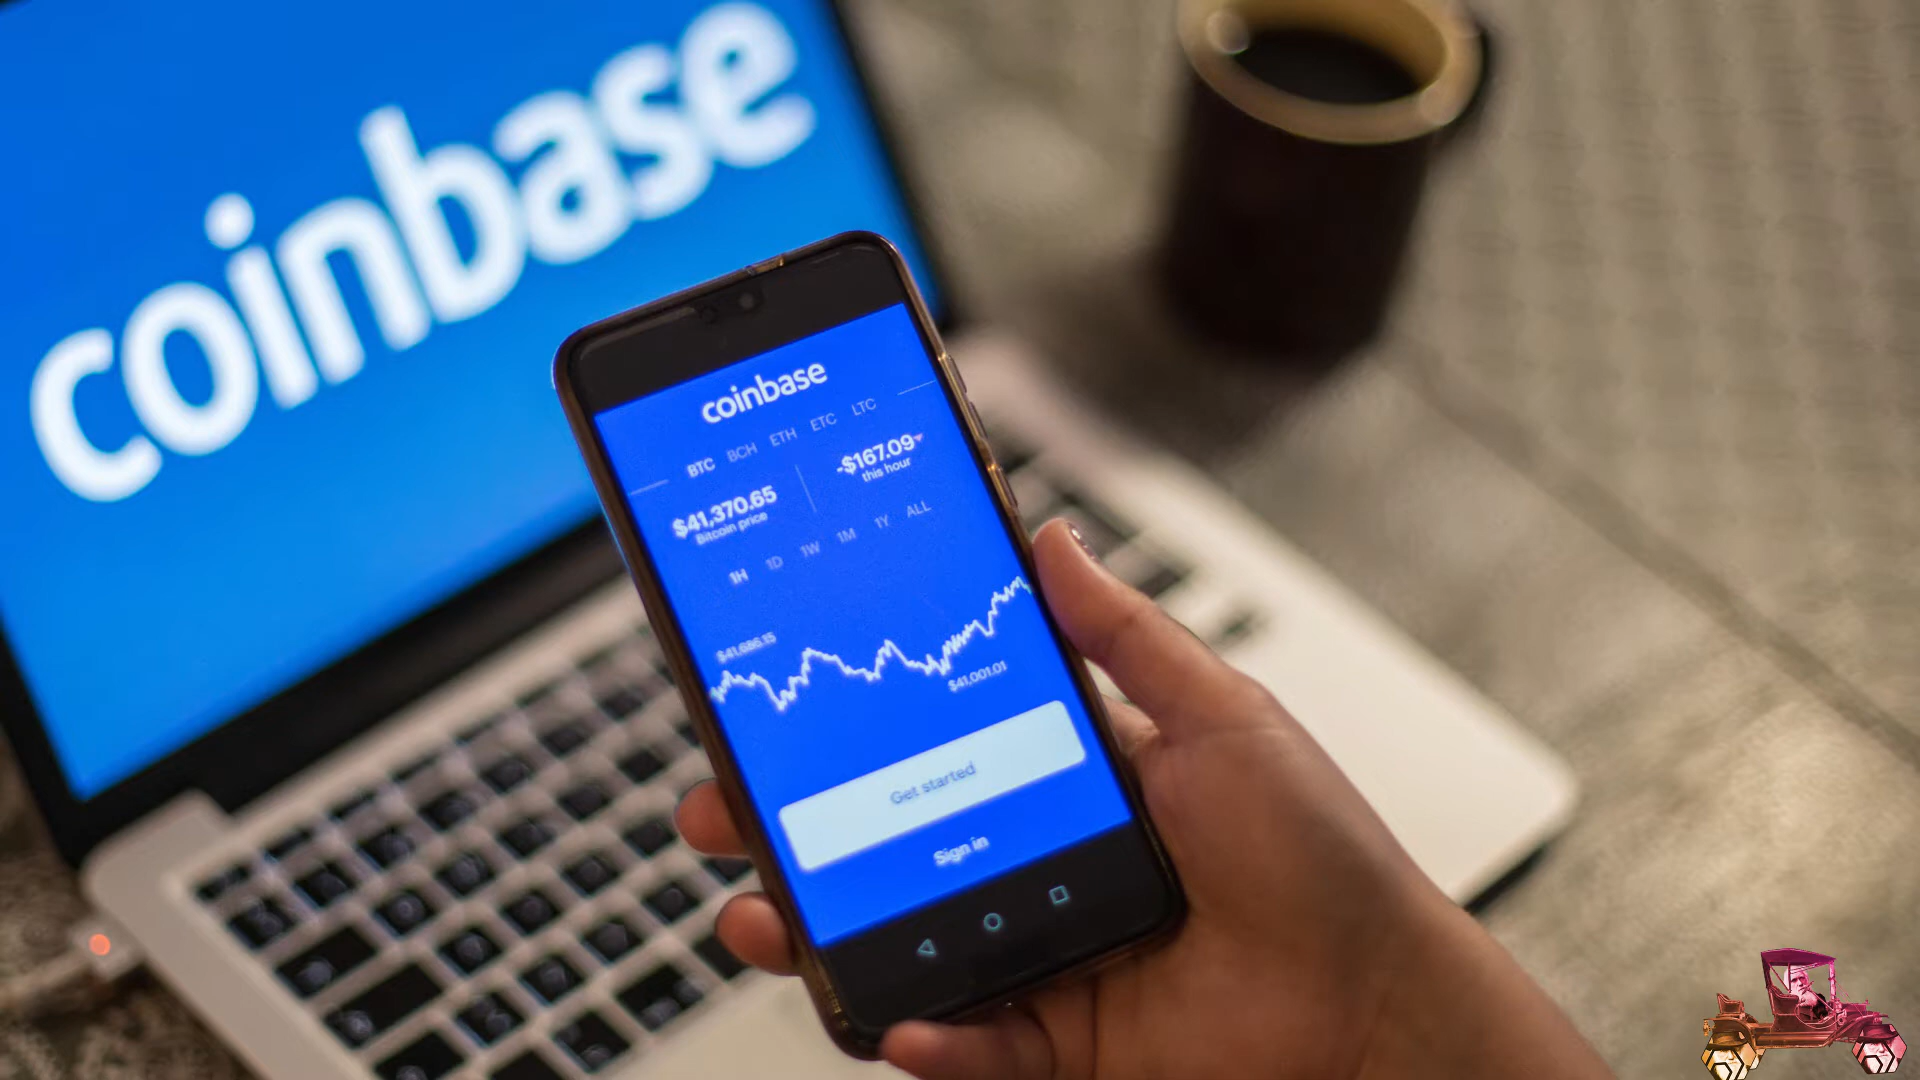 coinbase
coinbase
BTC BCH ETH ETC LTC
$41,370.65
Bitcoin price
-$167.09
this hour
1H 1D 1W 1M 1Y ALL
$41,686.15
$41,001.01
Get started
Sign in